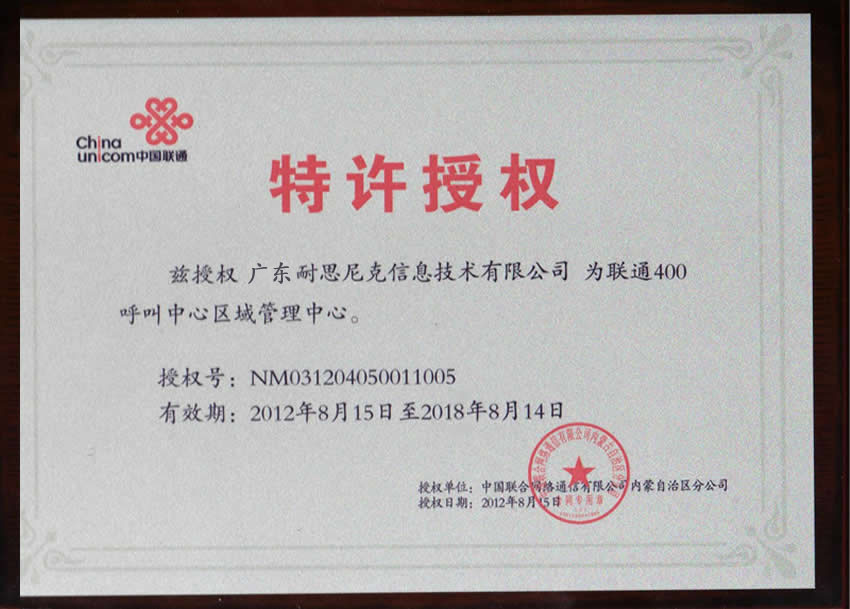 China
unicom中国联通
特许授权
兹授权 广东耐思尼克信息技术有限公司 为联通400
呼叫中心区域管理中心。
授权号：NM031204050011005
有效期：2012年8月15日至2018年8月14日
授权单位：中国联合网络通信有限公司内蒙古自治区分公司
授权日期：2012年8月15日